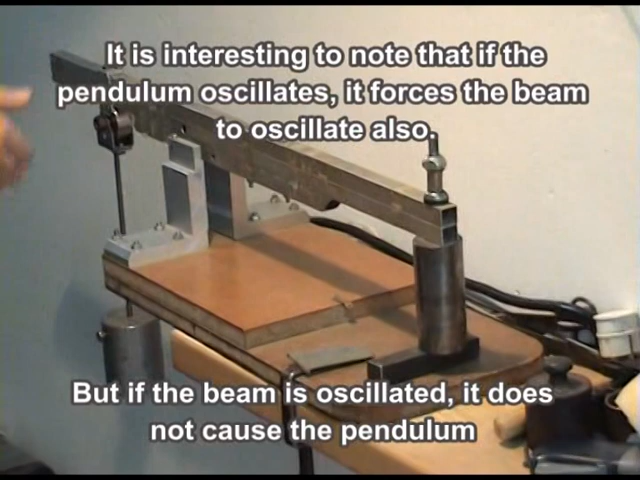 It is interesting to note that if the
pendulum oscillates, it forces the beam
to oscillate also.
But if the beam is oscillated, it does
not cause the pendulum